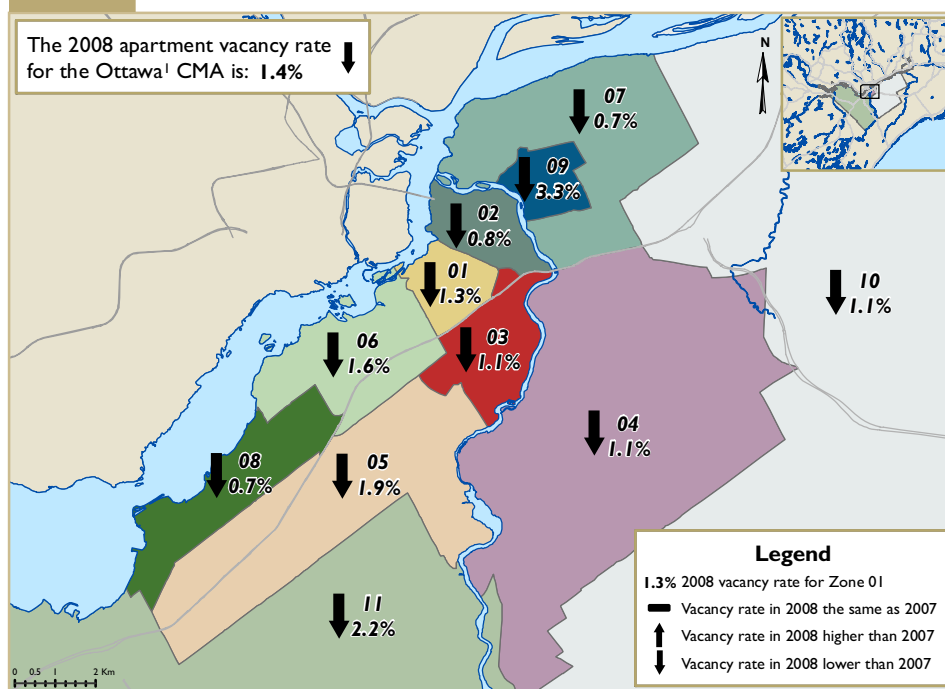 The 2008 apartment vacancy rate
for the Ottawa¹ CMA is: 1.4%
N
07
0.7%
09
3.3%
02
0.8%
01
1.3%
10
1.1%
03
1.1%
06
1.6%
04
1.1%
08
0.7%
05
1.9%
11
2.2%
Legend
1.3% 2008 vacancy rate for Zone 01
Vacancy rate in 2008 the same as 2007
Vacancy rate in 2008 higher than 2007
Vacancy rate in 2008 lower than 2007
0 0.5 1 2 Km